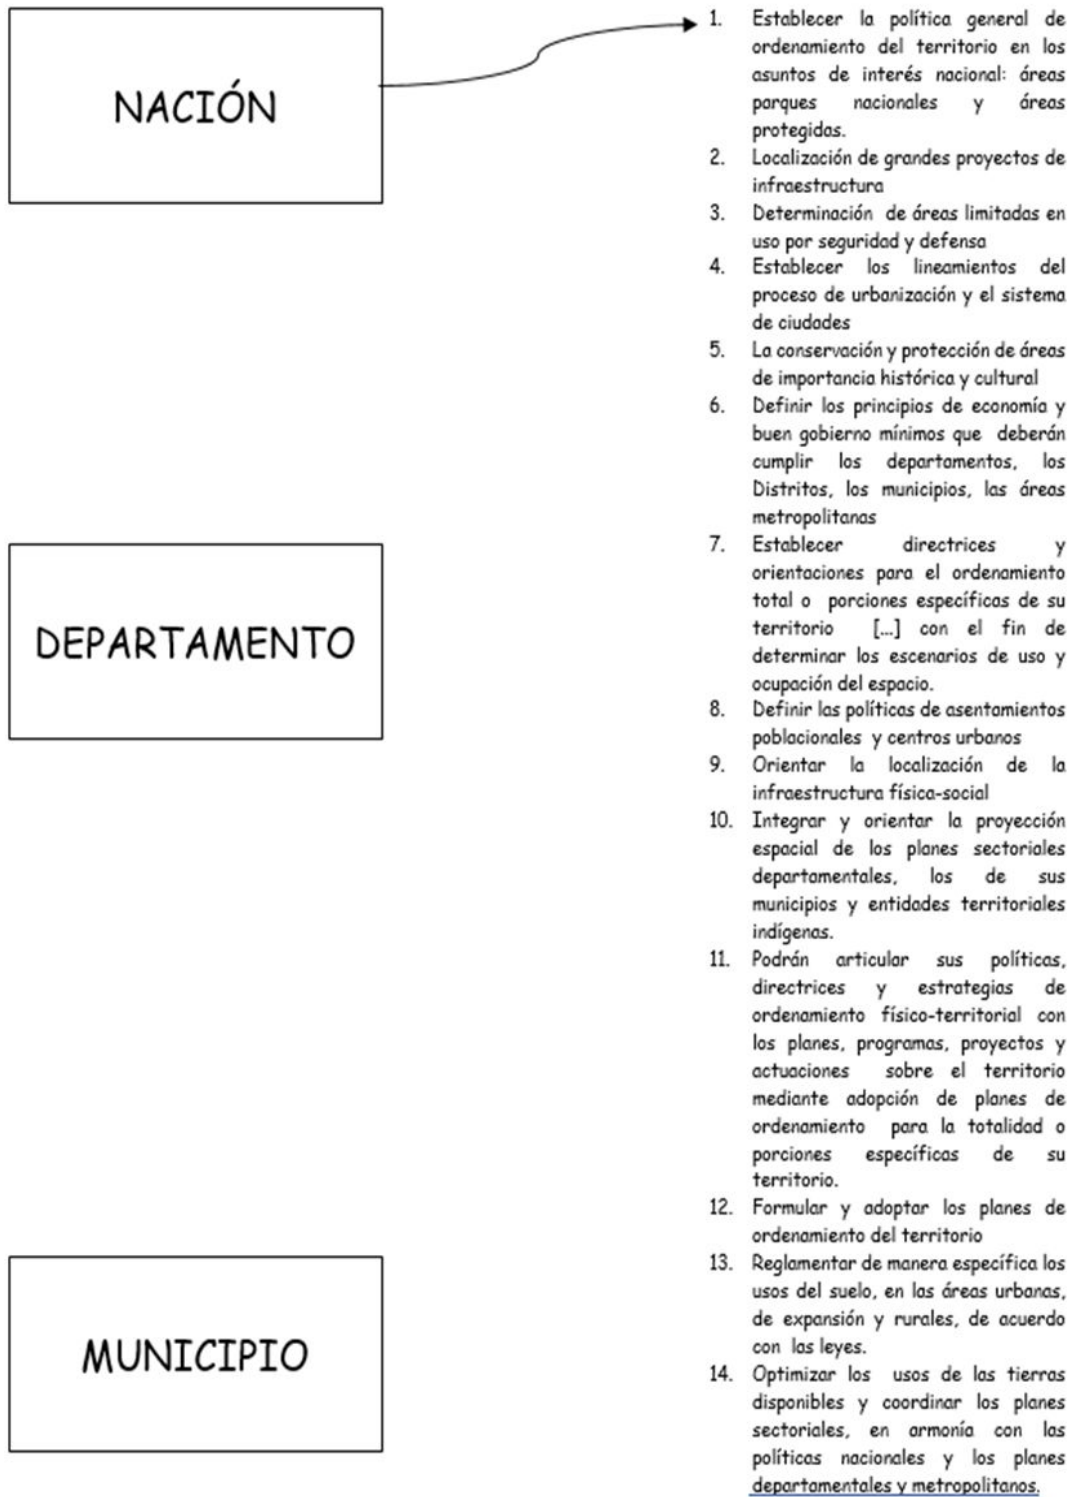 NACIÓN
DEPARTAMENTO
MUNICIPIO
1. Establecer la política general de
ordenamiento del territorio en los
asuntos de interés nacional: áreas
parques nacionales y áreas
protegidas.
2. Localización de grandes proyectos de
infraestructura
3. Determinación de áreas limitadas en
uso por seguridad y defensa
4. Establecer los lineamientos del
proceso de urbanización y el sistema
de ciudades
5. La conservación y protección de áreas
de importancia histórica y cultural
6. Definir los principios de economía y
buen gobierno mínimos que deberán
cumplir los departamentos, los
Distritos, los municipios, las áreas
metropolitanas
7. Establecer directrices y
orientaciones para el ordenamiento
total o porciones específicas de su
territorio [...] con el fin de
determinar los escenarios de uso y
ocupación del espacio.
8. Definir las políticas de asentamientos
poblacionales y centros urbanos
9. Orientar la localización de la
infraestructura física-social
10. Integrar y orientar la proyección
espacial de los planes sectoriales
departamentales, los de sus
municipios y entidades territoriales
indígenas.
11. Podrán articular sus políticas,
directrices y estrategias de
ordenamiento físico-territorial con
los planes, programas, proyectos y
actuaciones sobre el territorio
mediante adopción de planes de
ordenamiento para la totalidad o
porciones específicas de su
territorio.
12. Formular y adoptar los planes de
ordenamiento del territorio
13. Reglamentar de manera específica los
usos del suelo, en las áreas urbanas,
de expansión y rurales, de acuerdo
con las leyes.
14. Optimizar los usos de las tierras
disponibles y coordinar los planes
sectoriales, en armonía con las
políticas nacionales y los planes
departamentales y metropolitanos.